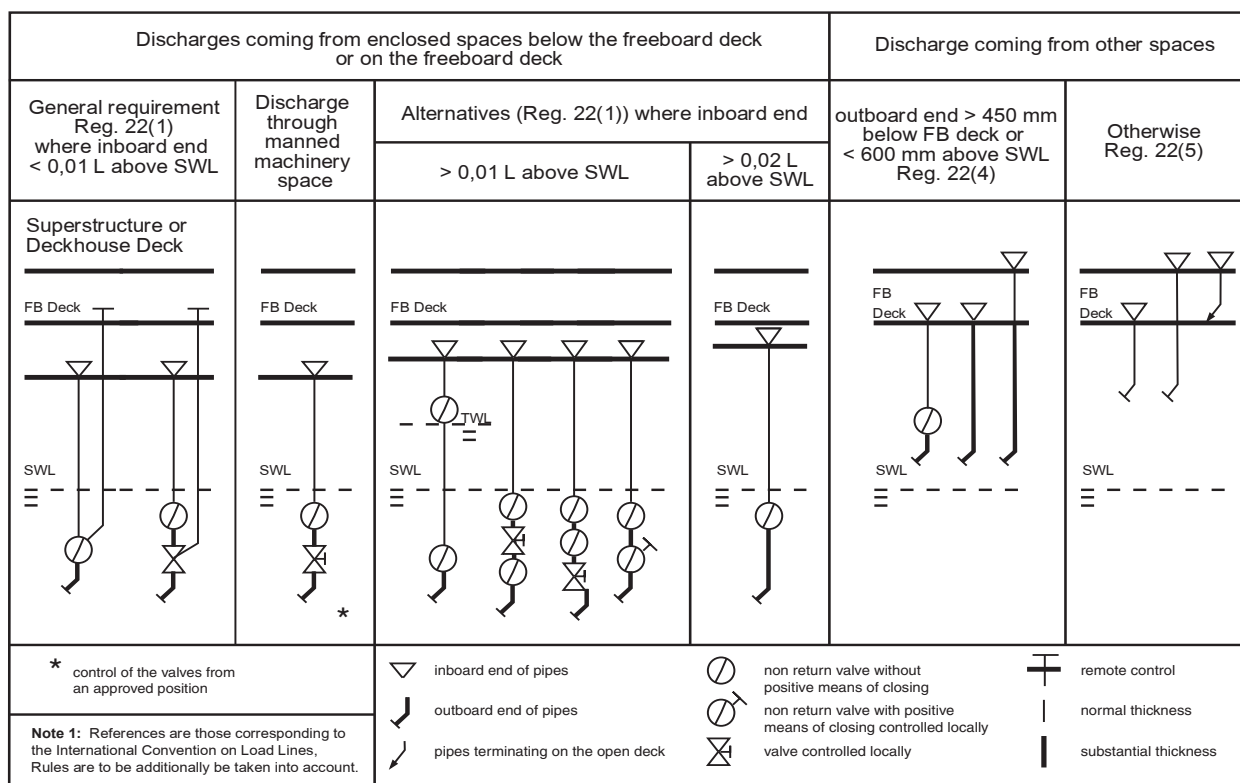 Discharges coming from enclosed spaces below the freeboard deck
or on the freeboard deck
Discharge coming from other spaces
General requirement
Reg. 22(1)
where inboard end
< 0,01 L above SWL
Discharge
through
manned
machinery
space
Alternatives (Reg. 22(1)) where inboard end
> 0,01 L above SWL
> 0,02 L
above SWL
outboard end > 450 mm
below FB deck or
< 600 mm above SWL
Reg. 22(4)
Otherwise
Reg. 22(5)
Superstructure or
Deckhouse Deck
FB Deck
SWL
FB Deck
SWL
*
FB Deck
TWL
SWL
FB Deck
SWL
FB
Deck
SWL
FB
Deck
SWL
* control of the valves from
an approved position
Note 1: References are those corresponding to
the International Convention on Load Lines,
Rules are to be additionally be taken into account.
inboard end of pipes
outboard end of pipes
pipes terminating on the open deck
non return valve without
positive means of closing
non return valve with positive
means of closing controlled locally
valve controlled locally
remote control
normal thickness
substantial thickness